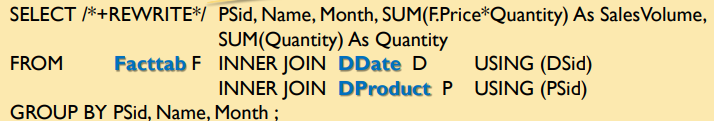 SELECT /*+REWRITE*/ PSid, Name, Month, SUM(F.Price*Quantity) As SalesVolume,
SUM(Quantity) As Quantity
FROM Facttab F INNER JOIN DDate D USING (DSid)
INNER JOIN DProduct P USING (PSid)
GROUP BY PSid, Name, Month ;